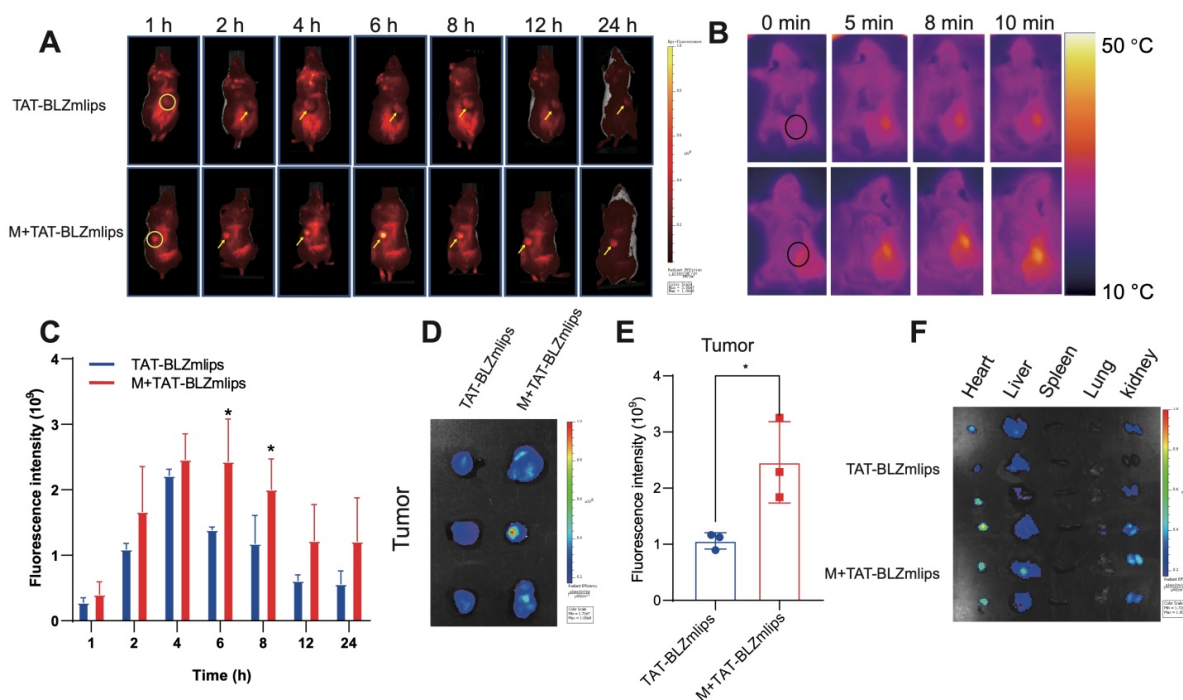 A
1 h 2 h 4 h 6 h 8 h 12 h 24 h
TAT-BLZmlips
M+TAT-BLZmlips
B
0 min 5 min 8 min 10 min
50 °C
10 °C
C
TAT-BLZmlips
M+TAT-BLZmlips
*
*
Fluorescence intensity (10⁹)
4
3
2
1
0
1 2 4 6 8 12 24
Time (h)
D
TAT-BLZmlips
M+TAT-BLZmlips
Tumor
E
Tumor
*
Fluorescence intensity (10⁹)
4
3
2
1
0
TAT-BLZmlips
M+TAT-BLZmlips
F
Heart Liver Spleen Lung kidney
TAT-BLZmlips
M+TAT-BLZmlips